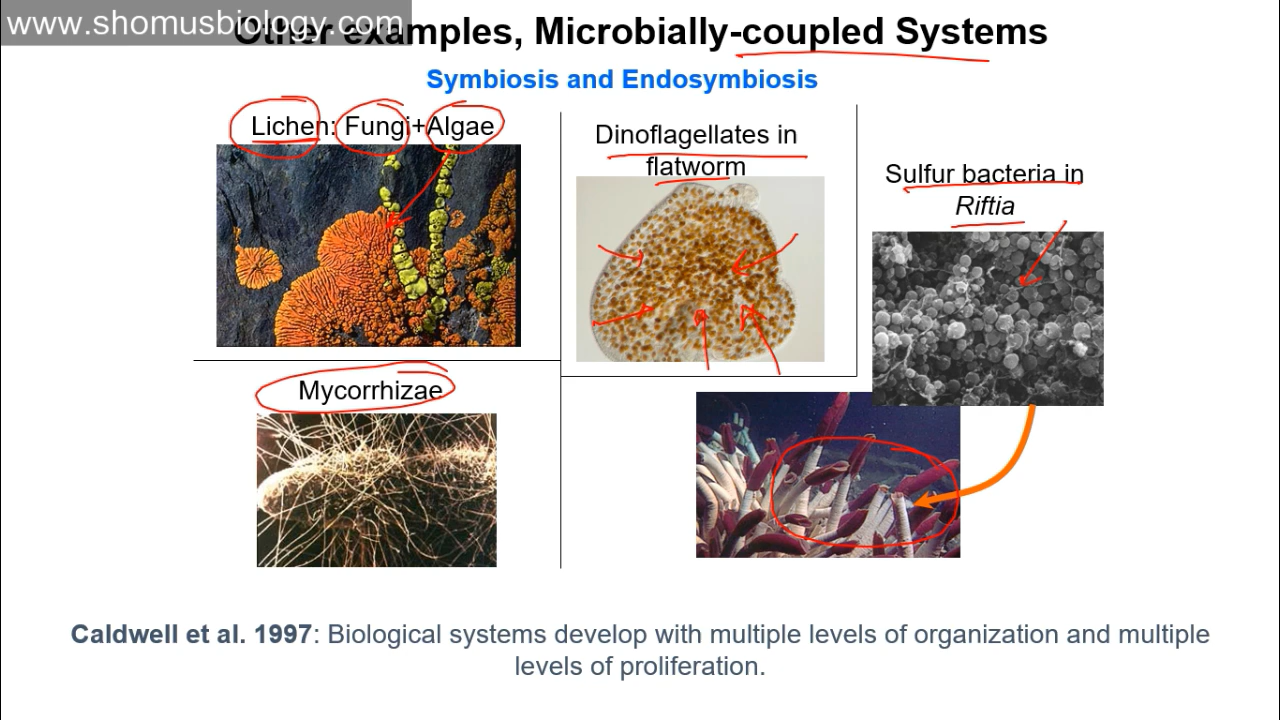 www.shomusbiology.com
Other examples, Microbially-coupled Systems
Symbiosis and Endosymbiosis
Lichen: Fungi+Algae
Dinoflagellates in
flatworm
Sulfur bacteria in
Riftia
Mycorrhizae
Caldwell et al. 1997: Biological systems develop with multiple levels of organization and multiple
levels of proliferation.